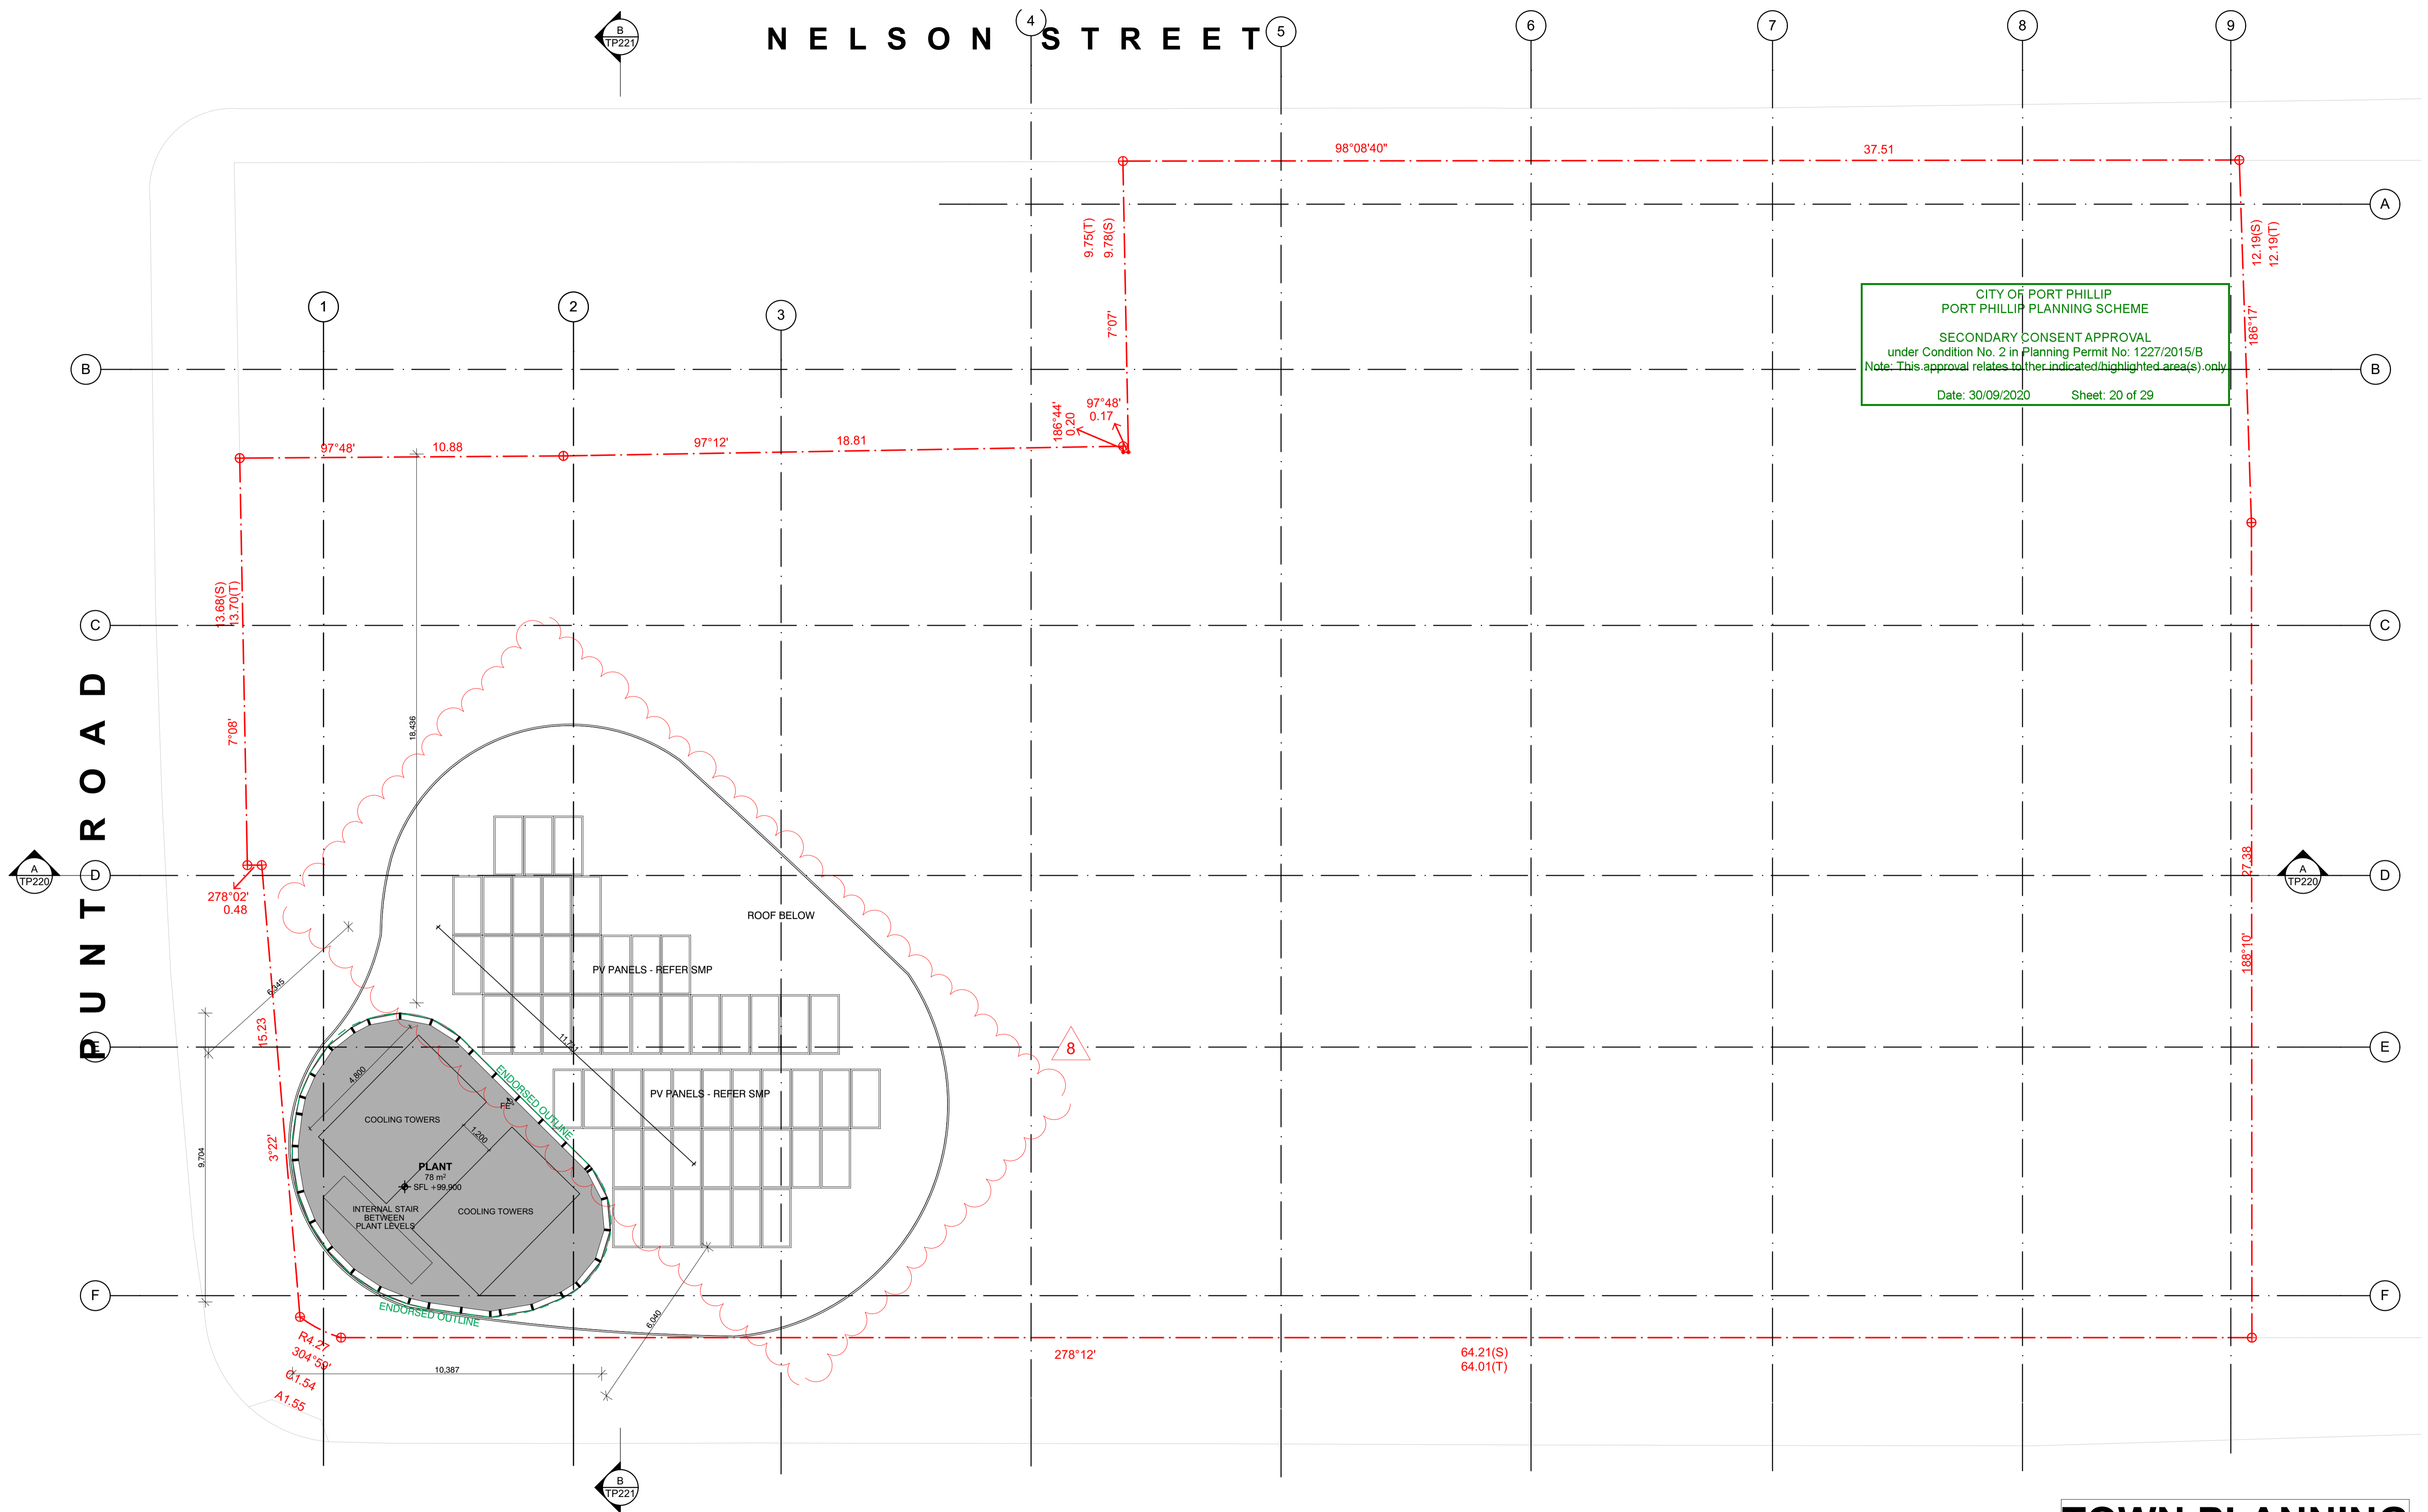 NELSON STREET
B
TP221
4
5
6
7
8
9
98°08'40"
37.51
A
9.75(T)
9.78(S)
7°07'
12.19(S)
12.19(T)
186°17'
CITY OF PORT PHILLIP
PORT PHILLIP PLANNING SCHEME
SECONDARY CONSENT APPROVAL
under Condition No. 2 in Planning Permit No: 1227/2015/B
Note: This approval relates to ther indicated/highlighted area(s) only
Date: 30/09/2020 Sheet: 20 of 29
1
2
3
B
B
186°44'
0.20
97°48'
0.17
97°48'
10.88
97°12'
18.81
13.68(S)
13.70(T)
7°08'
C
C
PUNT ROAD
18,436
A
TP220
D
278°02'
0.48
27.38
188°10'
A
TP220
D
ROOF BELOW
PV PANELS - REFER SMP
6,345
15.23
3°22'
E
E
8
PV PANELS - REFER SMP
ENDORSED OUTLINE
FE
4,800
COOLING TOWERS
1,200
9,704
PLANT
78 m²
SFL +99,900
INTERNAL STAIR
BETWEEN
PLANT LEVELS
COOLING TOWERS
F
F
ENDORSED OUTLINE
6,040
R4.27
304°59'
C1.54
A1.55
10,387
278°12'
64.21(S)
64.01(T)
B
TP221
TOWN PLANNING